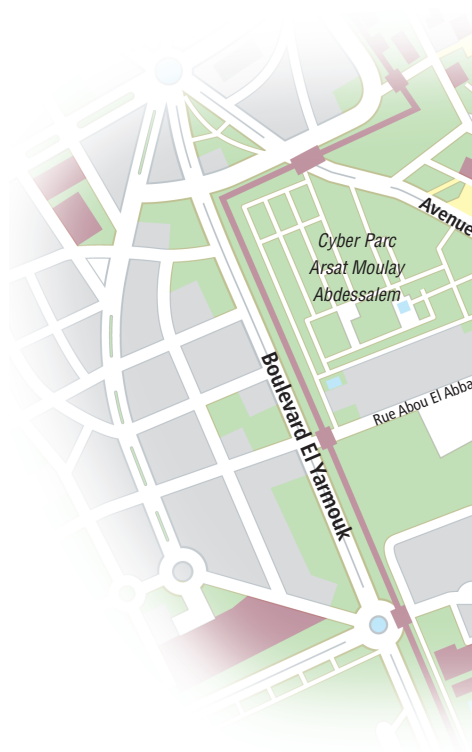 Avenue
Cyber Parc
Arsat Moulay
Abdessalem
Boulevard El Yarmouk
Rue Abou El Abba